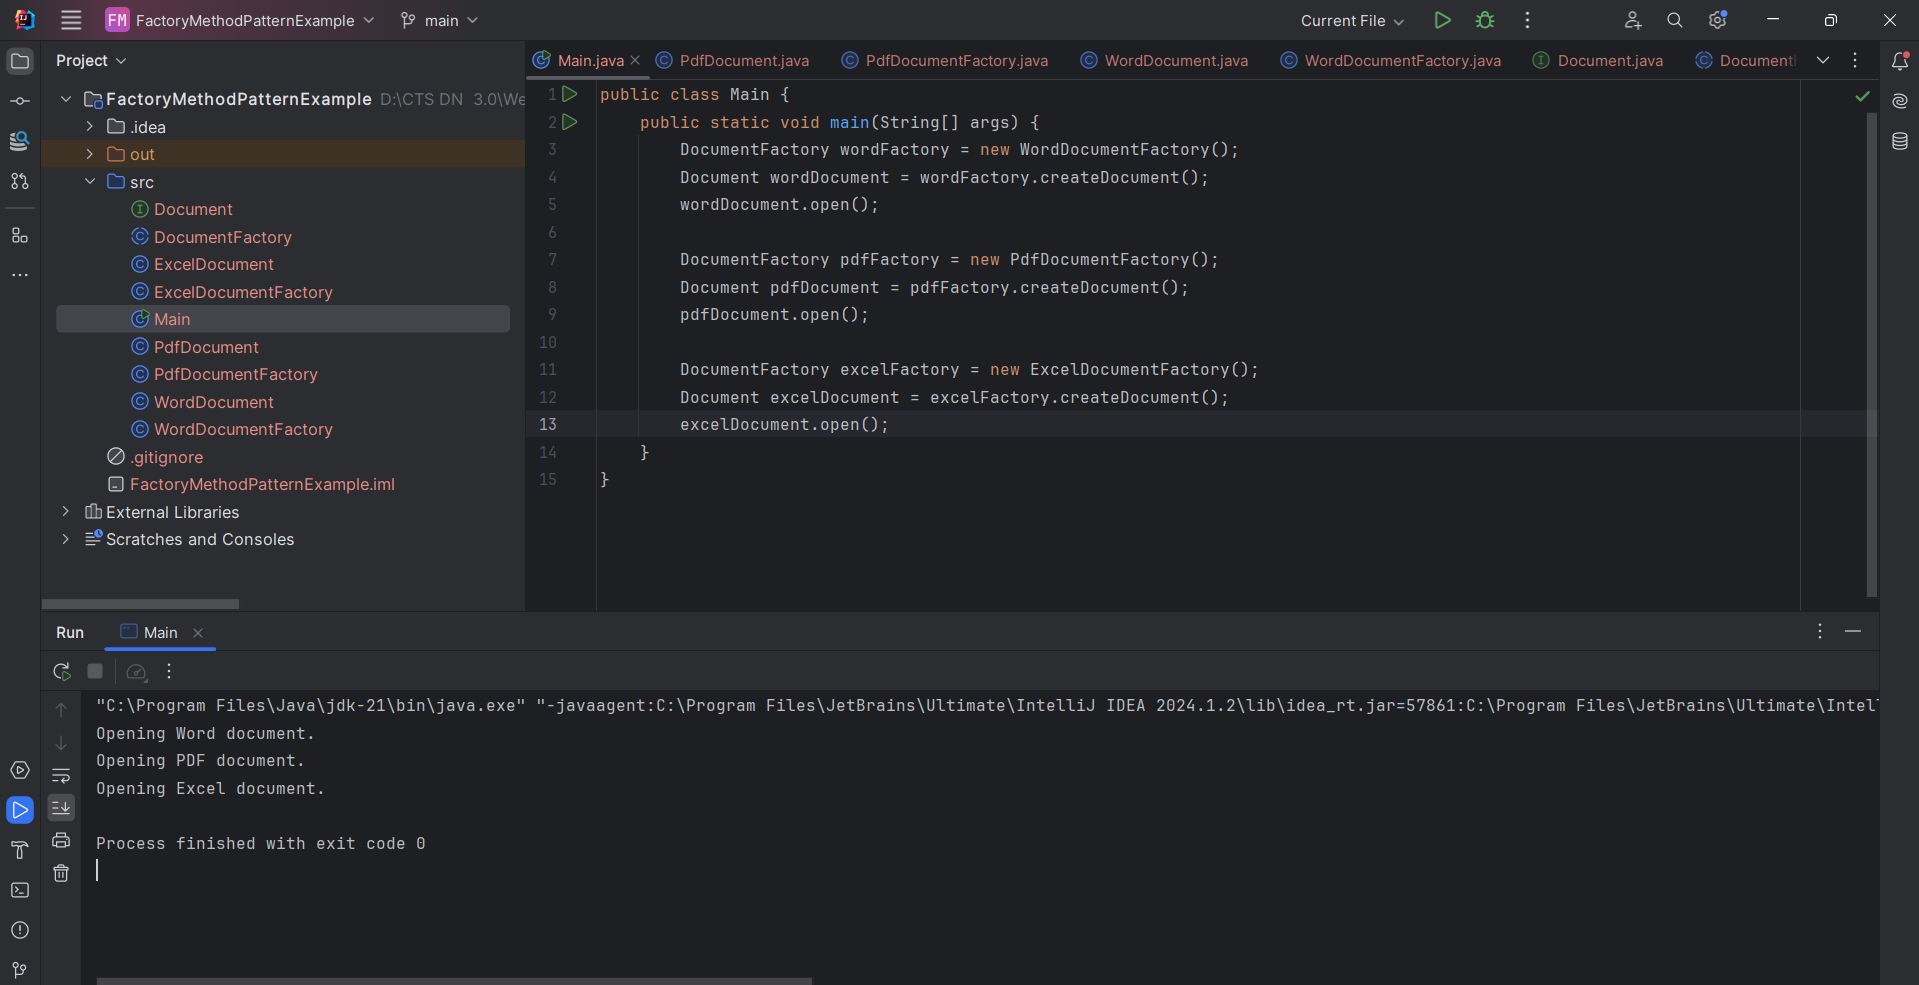 FM FactoryMethodPatternExample main Current File
Project
Main.java PdfDocument.java PdfDocumentFactory.java WordDocument.java WordDocumentFactory.java Document.java Document
FactoryMethodPatternExample D:\CTS DN 3.0\We
.idea
out
src
Document
DocumentFactory
ExcelDocument
ExcelDocumentFactory
Main
PdfDocument
PdfDocumentFactory
WordDocument
WordDocumentFactory
.gitignore
FactoryMethodPatternExample.iml
External Libraries
Scratches and Consoles
1 public class Main {
2 public static void main(String[] args) {
3 DocumentFactory wordFactory = new WordDocumentFactory();
4 Document wordDocument = wordFactory.createDocument();
5 wordDocument.open();
6
7 DocumentFactory pdfFactory = new PdfDocumentFactory();
8 Document pdfDocument = pdfFactory.createDocument();
9 pdfDocument.open();
10
11 DocumentFactory excelFactory = new ExcelDocumentFactory();
12 Document excelDocument = excelFactory.createDocument();
13 excelDocument.open();
14 }
15 }
Run Main
"C:\Program Files\Java\jdk-21\bin\java.exe" "-javaagent:C:\Program Files\JetBrains\Ultimate\IntelliJ IDEA 2024.1.2\lib\idea_rt.jar=57861:C:\Program Files\JetBrains\Ultimate\Intel
Opening Word document.
Opening PDF document.
Opening Excel document.
Process finished with exit code 0